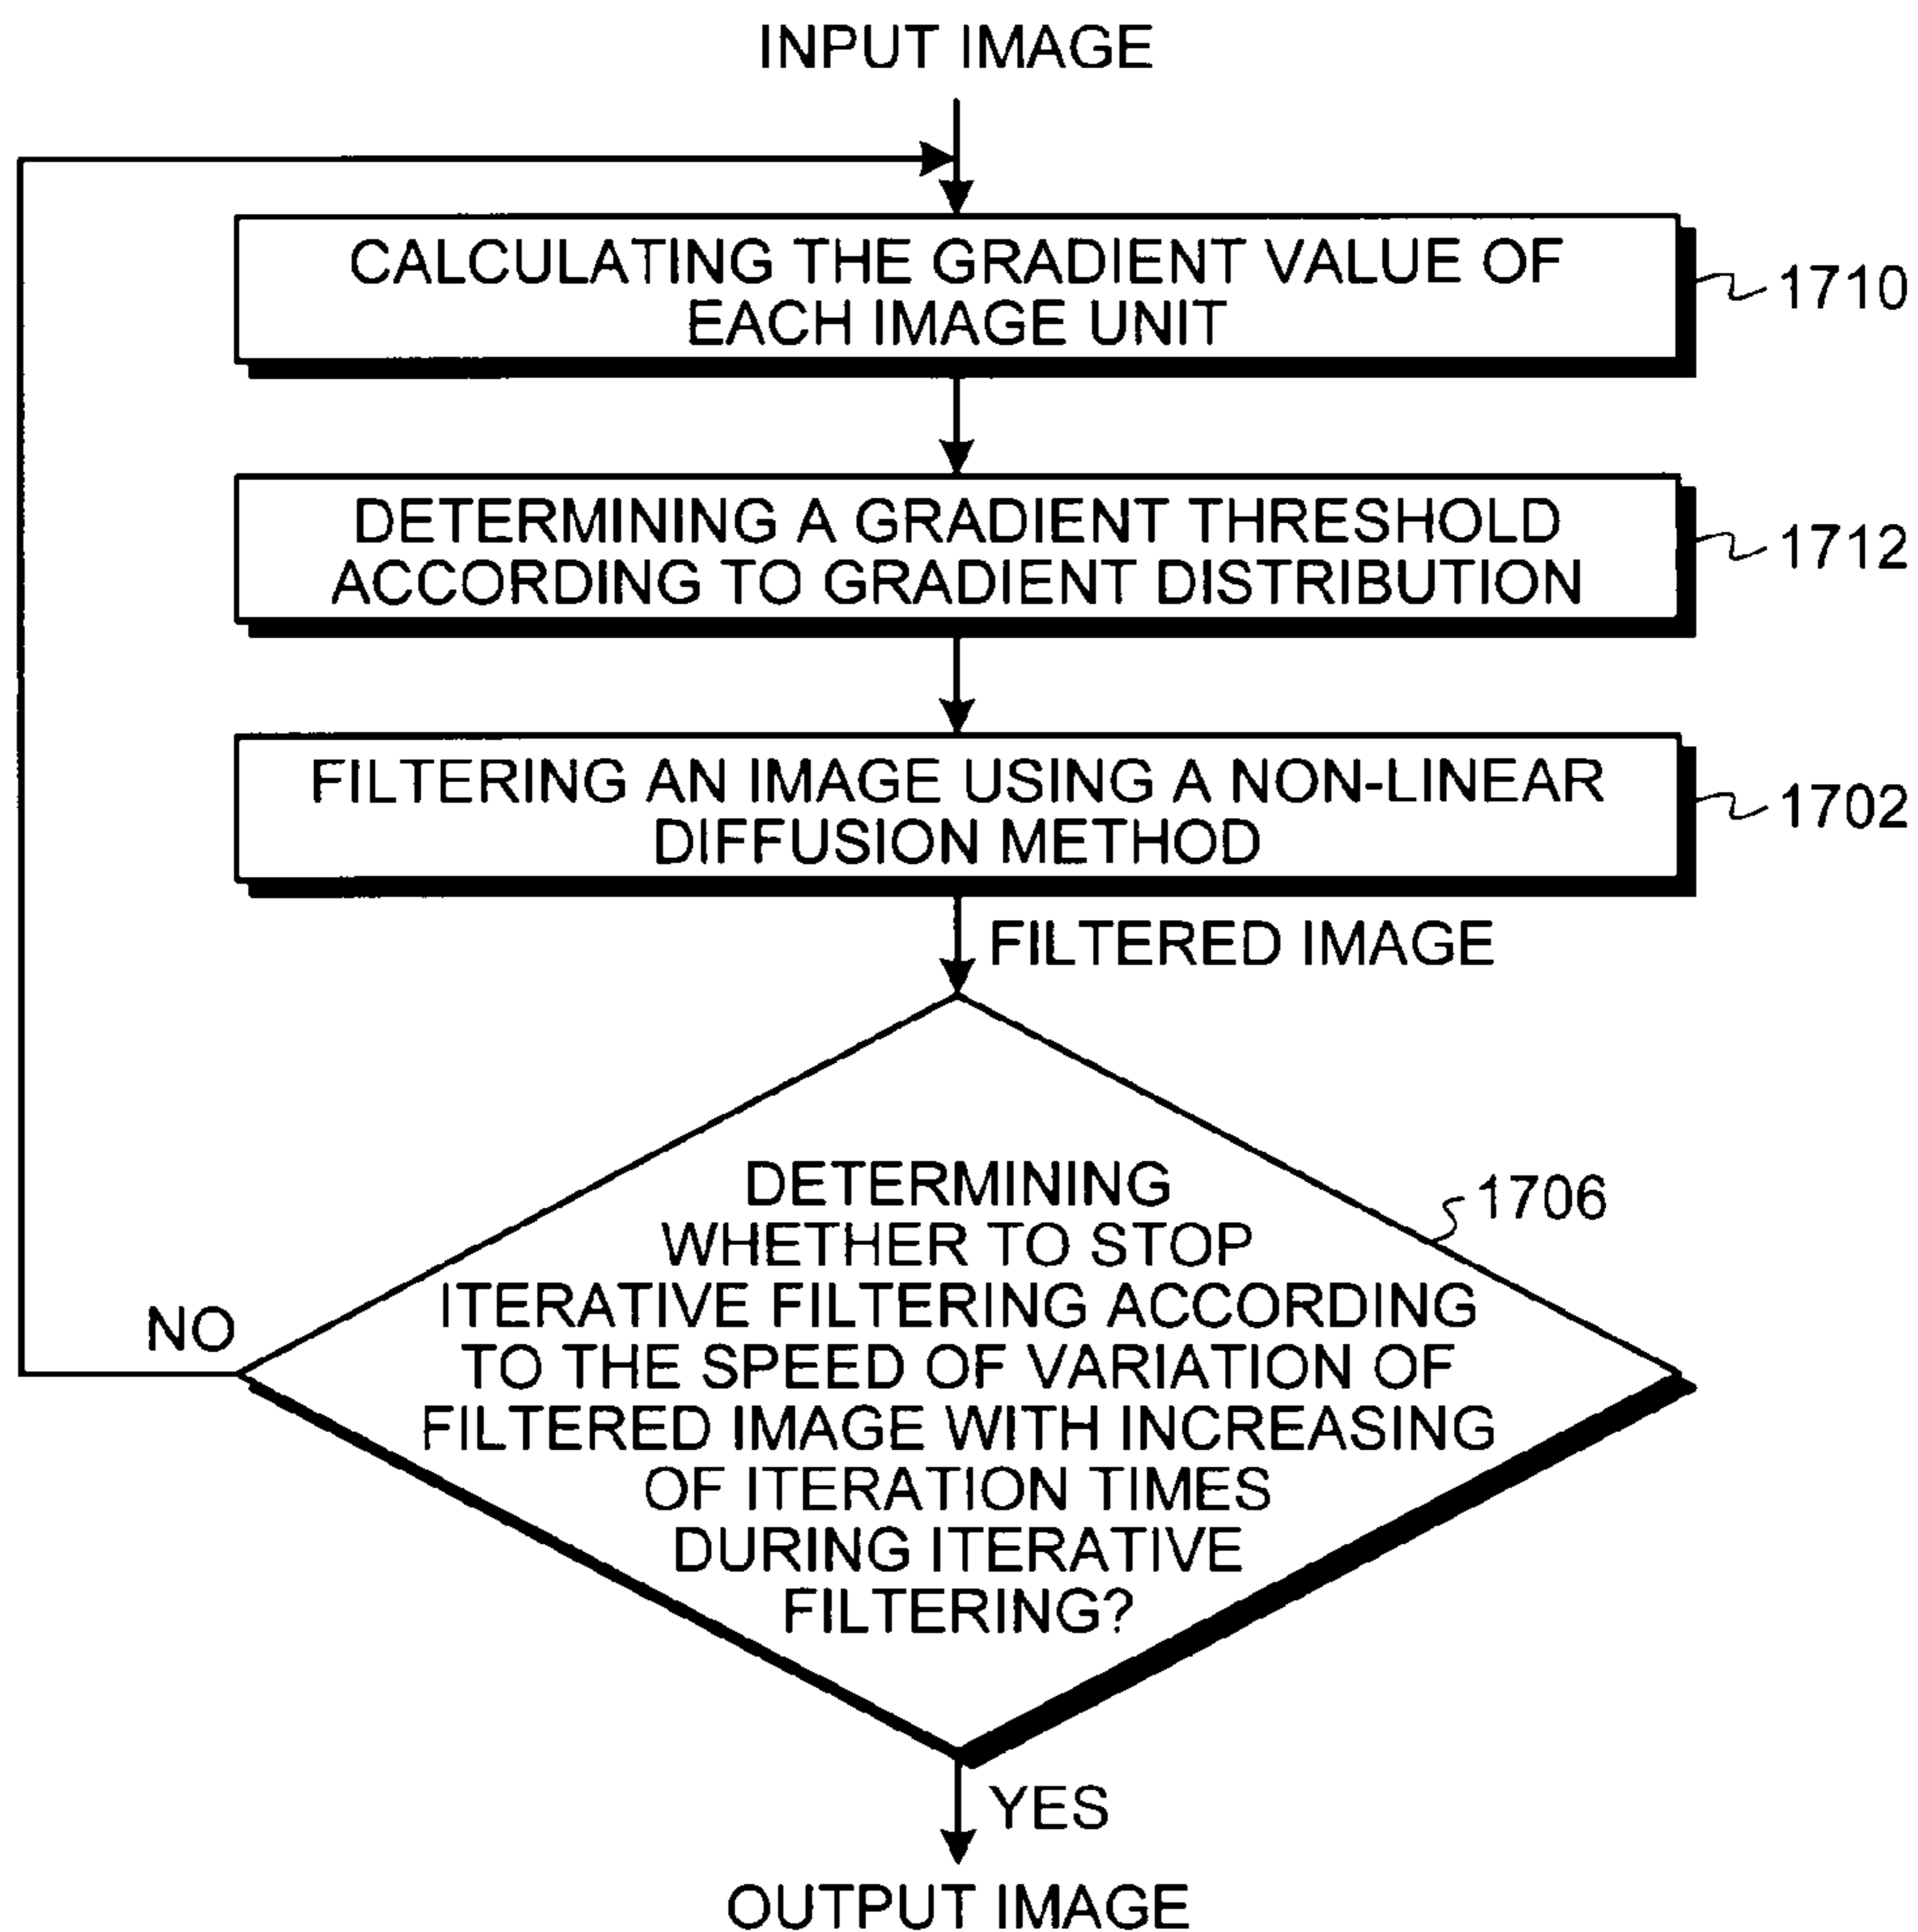 INPUT IMAGE
CALCULATING THE GRADIENT VALUE OF
EACH IMAGE UNIT
1710
DETERMINING A GRADIENT THRESHOLD
ACCORDING TO GRADIENT DISTRIBUTION
1712
FILTERING AN IMAGE USING A NON-LINEAR
DIFFUSION METHOD
1702
FILTERED IMAGE
DETERMINING
WHETHER TO STOP
ITERATIVE FILTERING ACCORDING
TO THE SPEED OF VARIATION OF
FILTERED IMAGE WITH INCREASING
OF ITERATION TIMES
DURING ITERATIVE
FILTERING?
1706
NO
YES
OUTPUT IMAGE